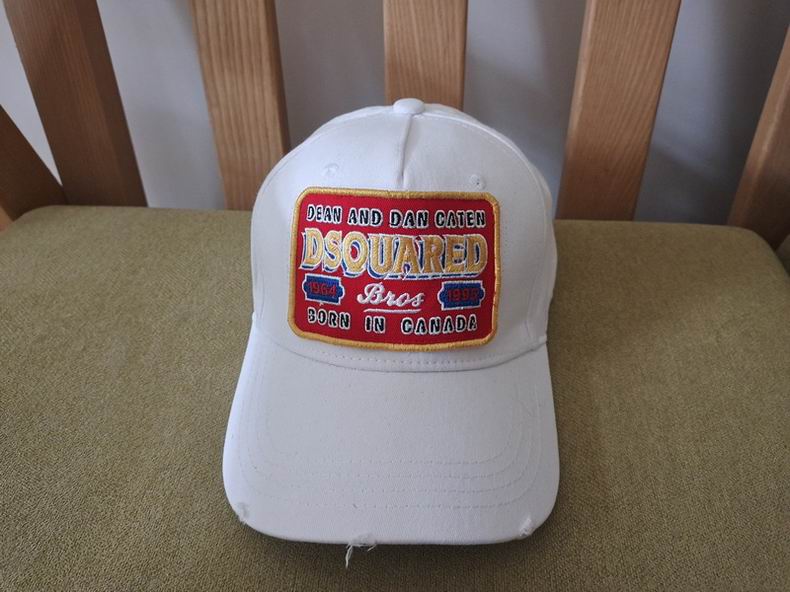 DEAN AND DAN CATEN
DSQUARED
1964 Bros 1995
BORN IN CANADA